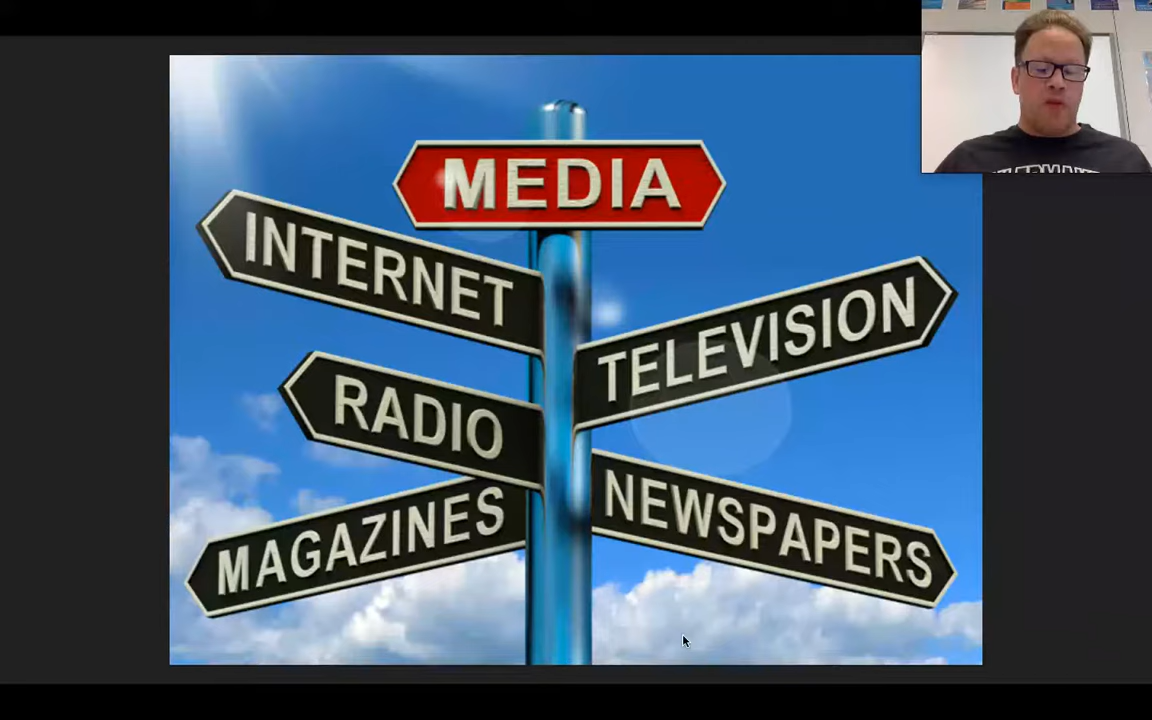 MEDIA
INTERNET
TELEVISION
RADIO
NEWSPAPERS
MAGAZINES